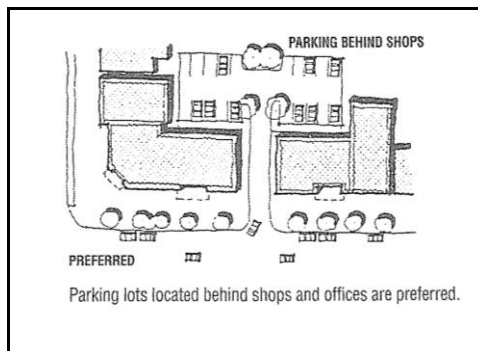 PARKING BEHIND SHOPS
PREFERRED
Parking lots located behind shops and offices are preferred.